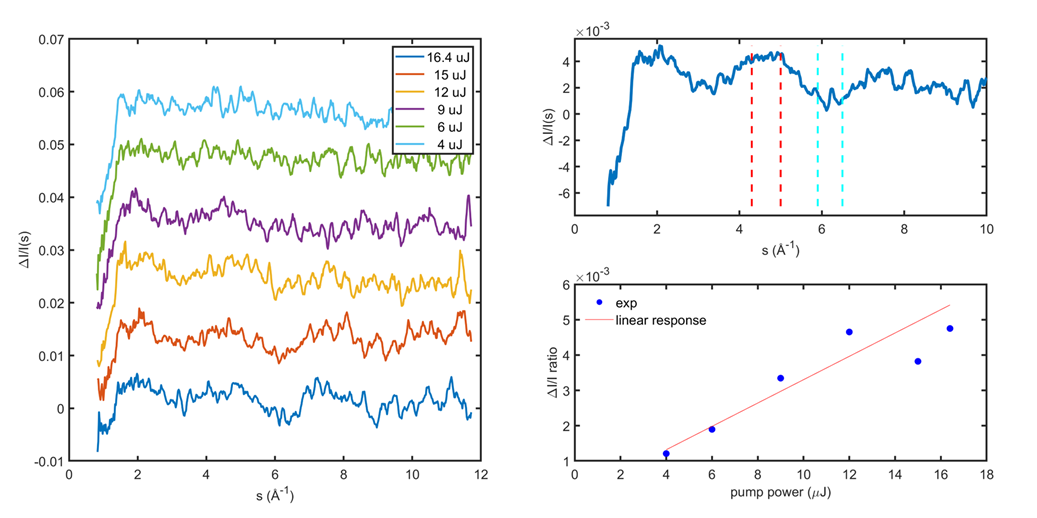 0.07
0.06
0.05
0.04
0.03
0.02
0.01
0
-0.01
ΔI/I(s)
0 2 4 6 8 10 12
s (Å⁻¹)
16.4 uJ
15 uJ
12 uJ
9 uJ
6 uJ
4 uJ
×10⁻³
4
2
0
-2
-4
-6
ΔI/I(s)
0 2 4 6 8 10
s (Å⁻¹)
×10⁻³
6
5
4
3
2
1
ΔI/I ratio
exp
linear response
0 2 4 6 8 10 12 14 16 18
pump power (μJ)